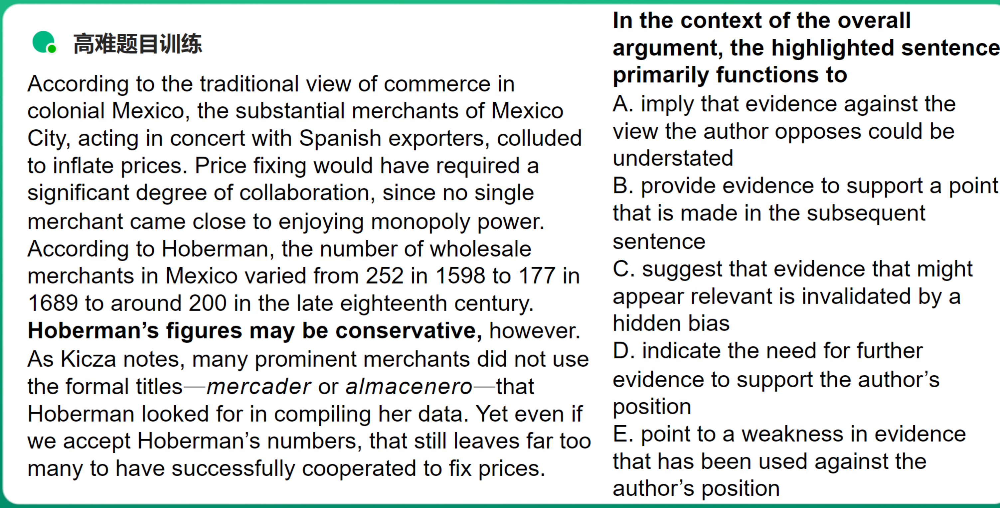 高难题目训练
According to the traditional view of commerce in
colonial Mexico, the substantial merchants of Mexico
City, acting in concert with Spanish exporters, colluded
to inflate prices. Price fixing would have required a
significant degree of collaboration, since no single
merchant came close to enjoying monopoly power.
According to Hoberman, the number of wholesale
merchants in Mexico varied from 252 in 1598 to 177 in
1689 to around 200 in the late eighteenth century.
Hoberman’s figures may be conservative, however.
As Kicza notes, many prominent merchants did not use
the formal titles—mercader or almacenero—that
Hoberman looked for in compiling her data. Yet even if
we accept Hoberman’s numbers, that still leaves far too
many to have successfully cooperated to fix prices.
In the context of the overall
argument, the highlighted sentence
primarily functions to
A. imply that evidence against the
view the author opposes could be
understated
B. provide evidence to support a point
that is made in the subsequent
sentence
C. suggest that evidence that might
appear relevant is invalidated by a
hidden bias
D. indicate the need for further
evidence to support the author’s
position
E. point to a weakness in evidence
that has been used against the
author’s position